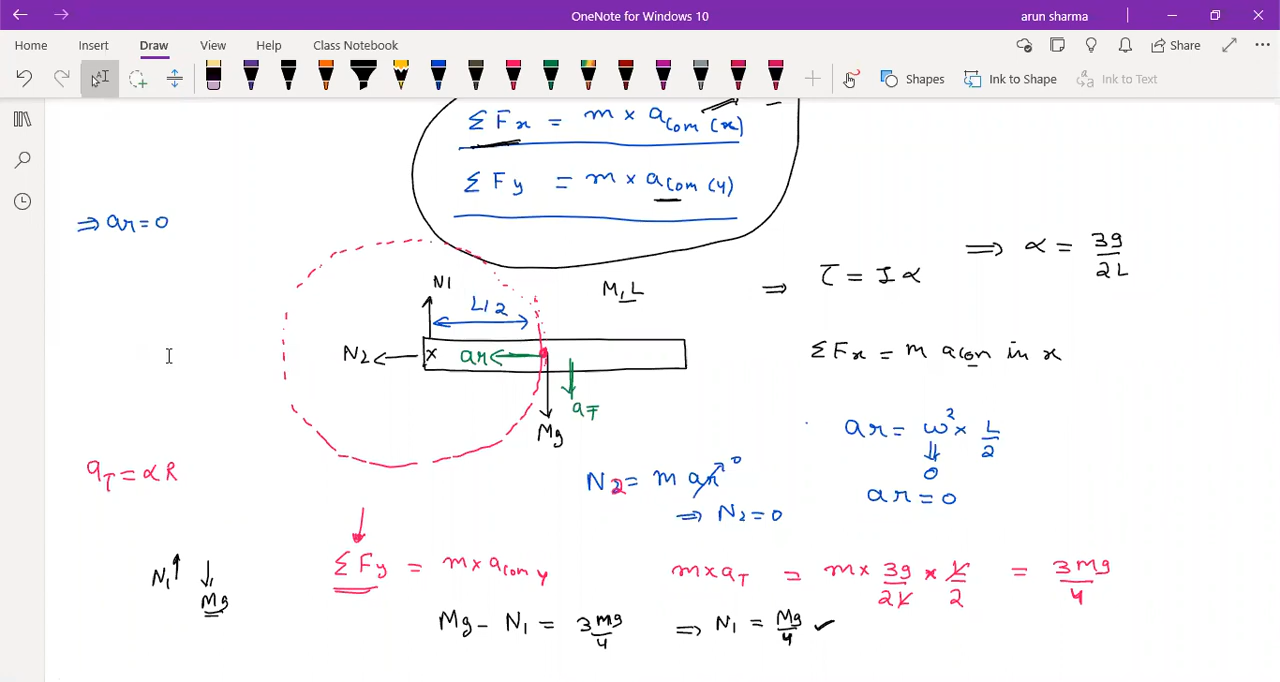 OneNote for Windows 10
arun sharma
Home Insert Draw View Help Class Notebook
Share
Shapes
Ink to Shape
Ink to Text
ΣFx = m × acom (x)
ΣFy = m × acom (y)
⇒ ar = 0
N1
L/2
M, L
N2
×
ar
aT
Mg
⇒ τ = Iα
⇒ α = 3g/2L
ΣFx = m acom in x
ar = ω² × L/2
⇓
0
ar = 0
aT = αR
N2 = m ar 0
⇒ N2 = 0
N1↑ ↓Mg
ΣFy = m × acom y
m × aT = m × 3g/2L × L/2 = 3Mg/4
Mg - N1 = 3Mg/4 ⇒ N1 = Mg/4 ✓